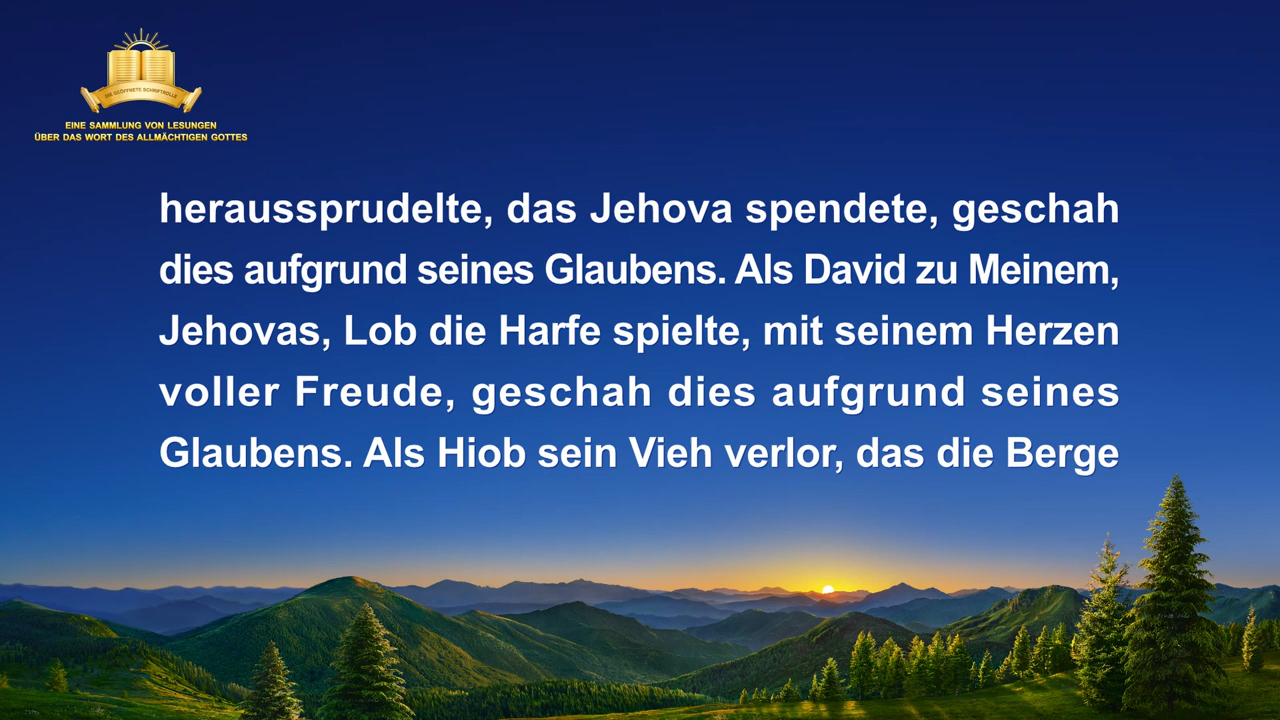 DIE GEÖFFNETE SCHRIFTROLLE
EINE SAMMLUNG VON LESUNGEN
ÜBER DAS WORT DES ALLMÄCHTIGEN GOTTES
heraussprudelte, das Jehova spendete, geschah
dies aufgrund seines Glaubens. Als David zu Meinem,
Jehovas, Lob die Harfe spielte, mit seinem Herzen
voller Freude, geschah dies aufgrund seines
Glaubens. Als Hiob sein Vieh verlor, das die Berge